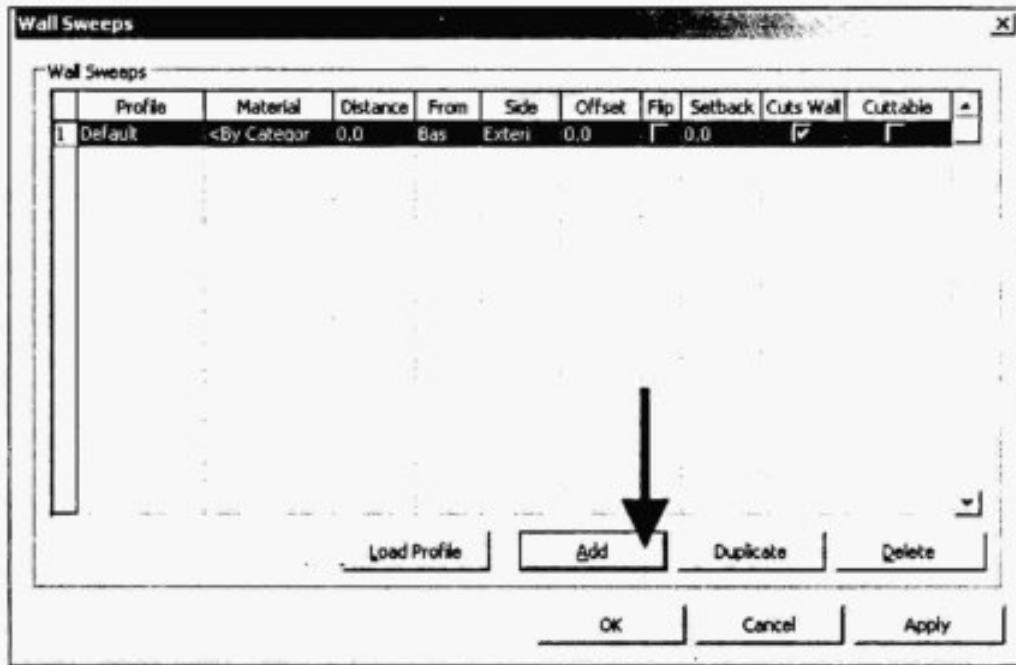 Wall Sweeps
Wall Sweeps
Profile Material Distance From Side Offset Flip Setback Cuts Wall Cuttable
1 Default <By Categor 0,0 Bas Exteri 0,0 0,0
Load Profile Add Duplicate Delete
OK Cancel Apply